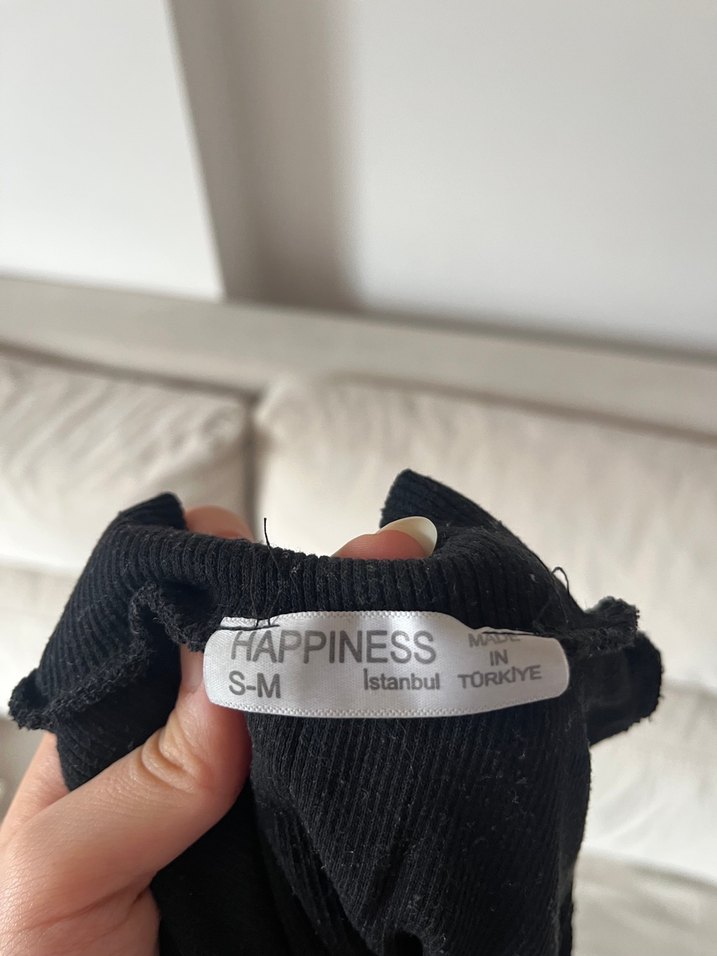 HAPPINESS
S-M
İstanbul
MADE
IN
TÜRKİYE